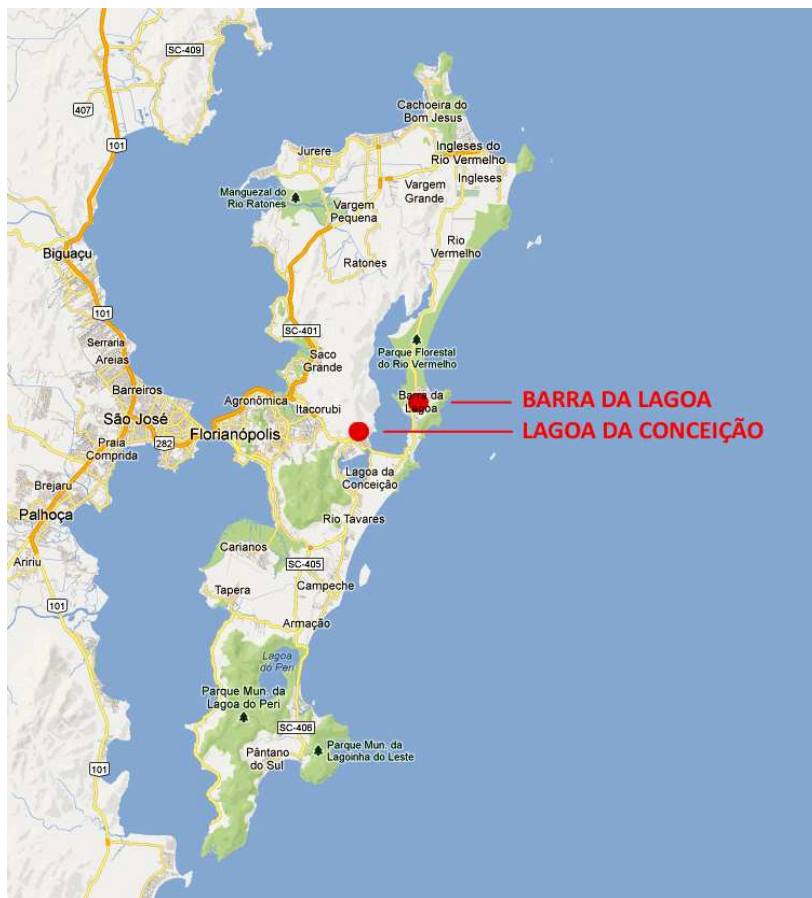 SC-409
407
101
Cachoeira do
Bom Jesus
Jurere
Ingleses do
Rio Vermelho
Manguezal do
Rio Ratones
Vargem
Grande
Ingleses
Vargem
Pequena
Rio
Vermelho
Biguaçu
Ratones
101
SC-401
Serraria
Areias
Saco
Grande
Parque Florestal
do Rio Vermelho
Barreiros
Agronômica
Itacorubi
Barra da
Lagoa
BARRA DA LAGOA
São José
Florianópolis
LAGOA DA CONCEIÇÃO
Praia
Comprida
282
Lagoa da
Conceição
Brejaru
Palhoça
Rio Tavares
Carianos
Aririu
SC-405
Tapera
Campeche
101
Armação
Lagoa
do Peri
Parque Mun. da
Lagoa do Peri
SC-406
Pântano
do Sul
Parque Mun. da
Lagoinha do Leste
101